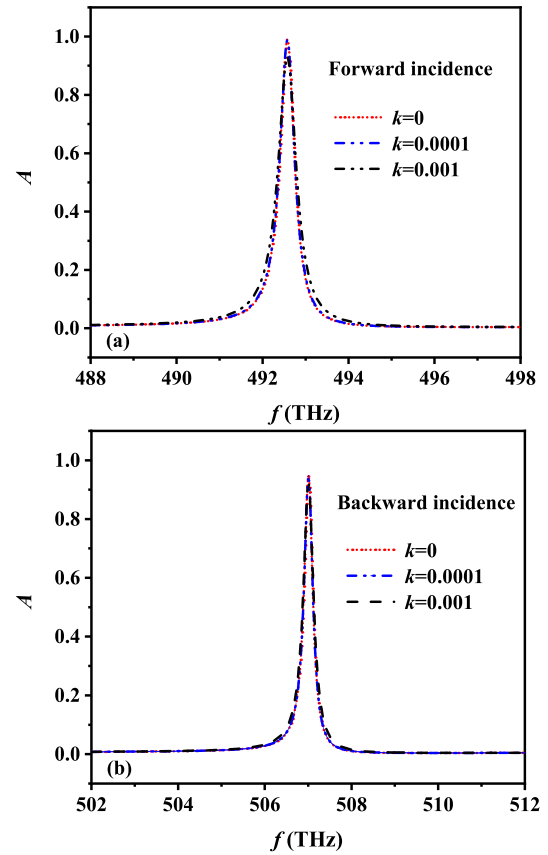 1.0
0.8
0.6
0.4
0.2
0.0
A
Forward incidence
k=0
k=0.0001
k=0.001
(a)
488 490 492 494 496 498
f (THz)
1.0
0.8
0.6
0.4
0.2
0.0
A
Backward incidence
k=0
k=0.0001
k=0.001
(b)
502 504 506 508 510 512
f (THz)